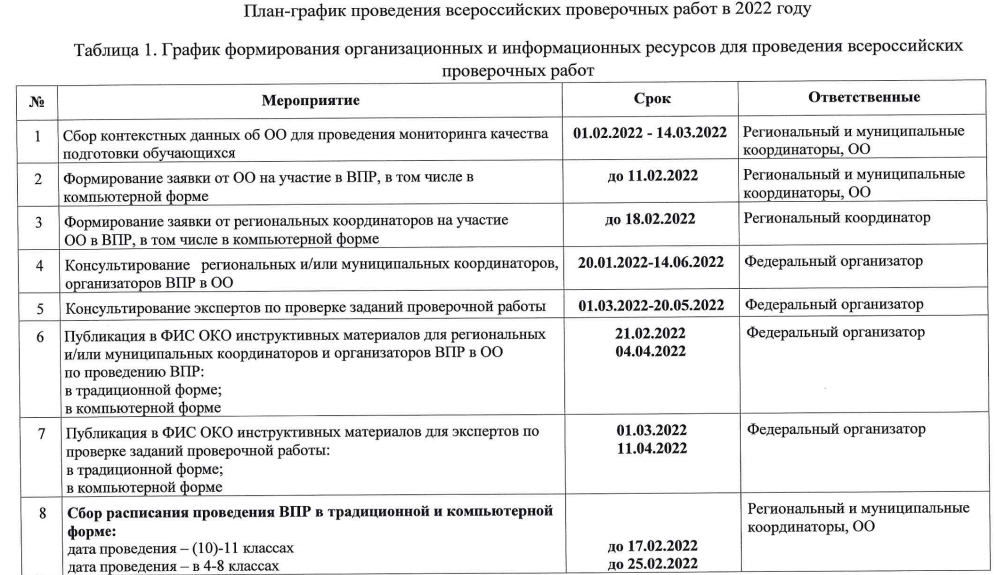 План-график проведения всероссийских проверочных работ в 2022 году
Таблица 1. График формирования организационных и информационных ресурсов для проведения всероссийских
проверочных работ
№ Мероприятие Срок Ответственные
1 Сбор контекстных данных об ОО для проведения мониторинга качества 01.02.2022 - 14.03.2022 Региональный и муниципальные
подготовки обучающихся координаторы, ОО
2 Формирование заявки от ОО на участие в ВПР, в том числе в до 11.02.2022 Региональный и муниципальные
компьютерной форме координаторы, ОО
3 Формирование заявки от региональных координаторов на участие до 18.02.2022 Региональный координатор
ОО в ВПР, в том числе в компьютерной форме
4 Консультирование региональных и/или муниципальных координаторов, 20.01.2022-14.06.2022 Федеральный организатор
организаторов ВПР в ОО
5 Консультирование экспертов по проверке заданий проверочной работы 01.03.2022-20.05.2022 Федеральный организатор
6 Публикация в ФИС ОКО инструктивных материалов для региональных 21.02.2022 Федеральный организатор
и/или муниципальных координаторов и организаторов ВПР в ОО 04.04.2022
по проведению ВПР:
в традиционной форме;
в компьютерной форме
7 Публикация в ФИС ОКО инструктивных материалов для экспертов по 01.03.2022 Федеральный организатор
проверке заданий проверочной работы: 11.04.2022
в традиционной форме;
в компьютерной форме
8 Сбор расписания проведения ВПР в традиционной и компьютерной Региональный и муниципальные
форме: координаторы, ОО
дата проведения – (10)-11 классах до 17.02.2022
дата проведения – в 4-8 классах до 25.02.2022